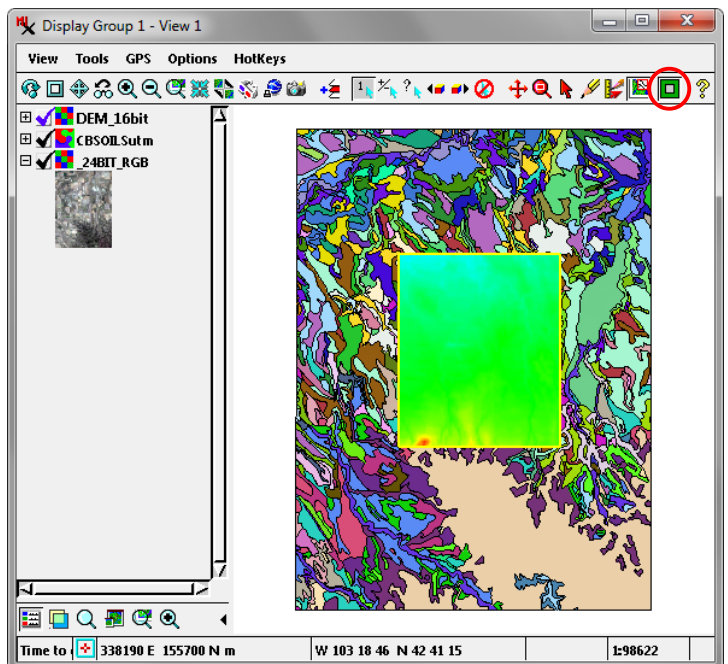 Display Group 1 - View 1
View Tools GPS Options HotKeys
DEM_16bit
CBSOILSutm
_24BIT_RGB
Time to
338190 E 155700 N m
W 103 18 46 N 42 41 15
1:98622